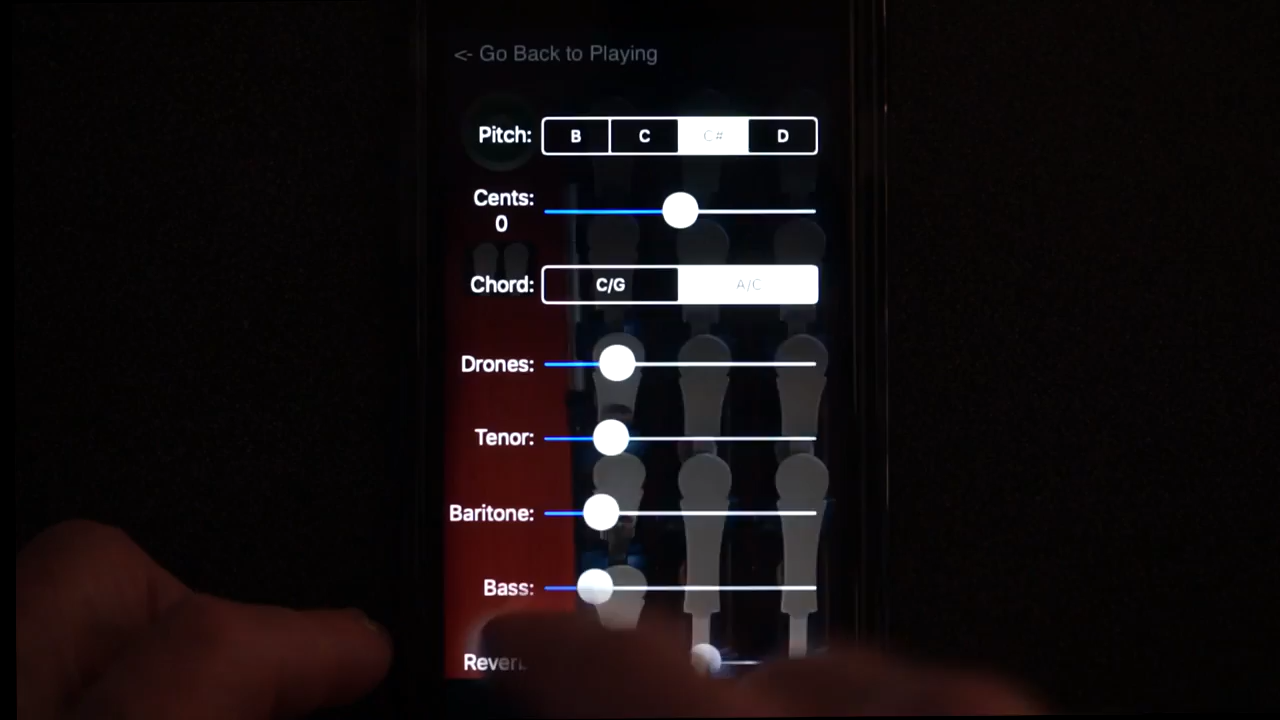 <- Go Back to Playing
Pitch: B C C# D
Cents:
0
Chord: C/G A/C
Drones:
Tenor:
Baritone:
Bass: